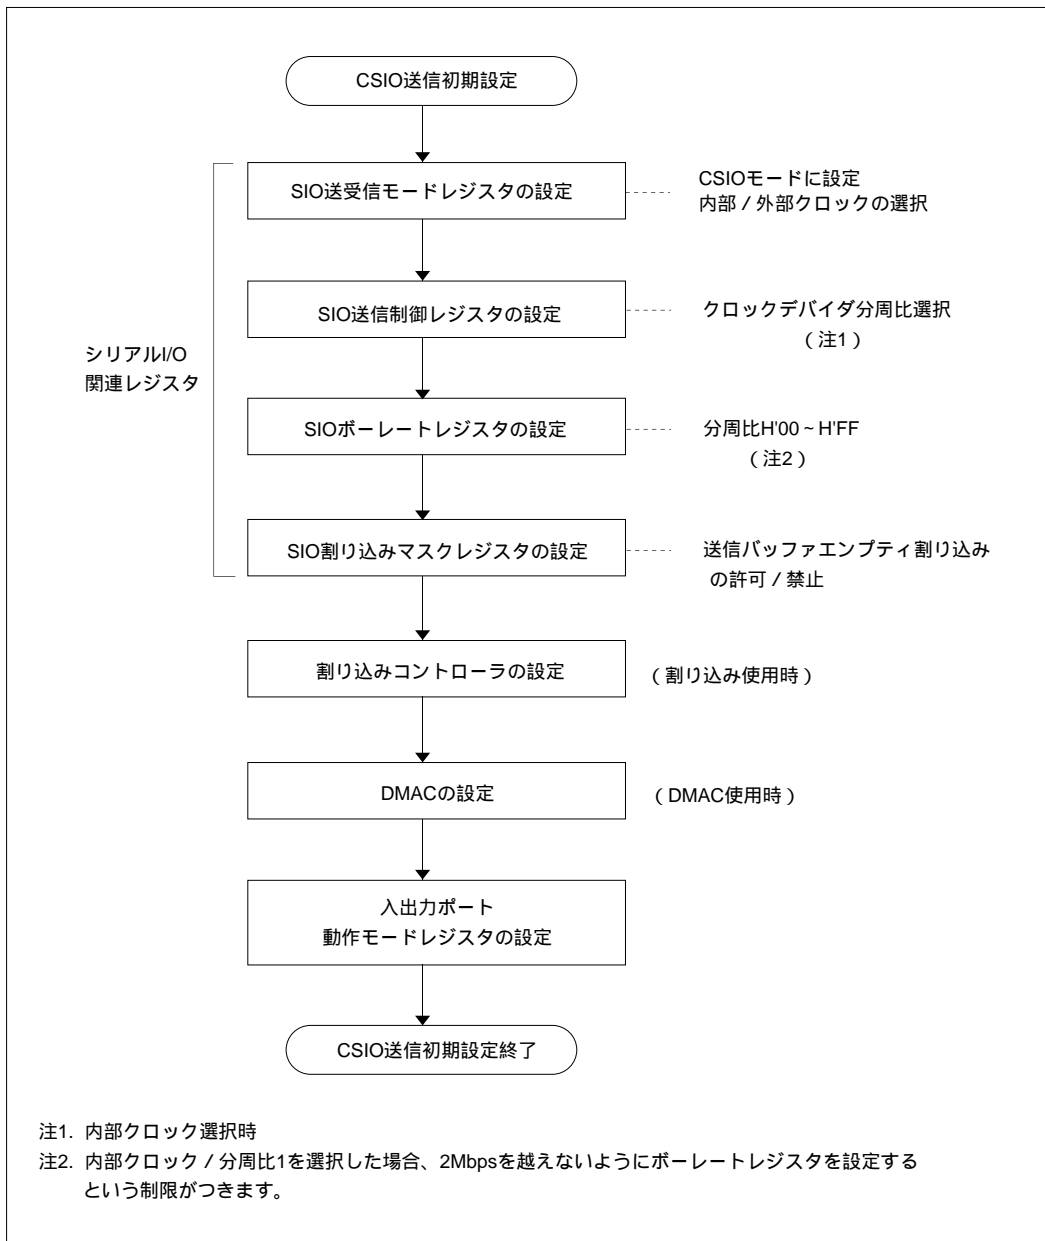 CSIO送信初期設定
SIO送受信モードレジスタの設定
CSIOモードに設定
内部 / 外部クロックの選択
SIO送信制御レジスタの設定
クロックデバイダ分周比選択
（注1）
シリアルI/O
関連レジスタ
SIOボーレートレジスタの設定
分周比H'00 ~ H'FF
（注2）
SIO割り込みマスクレジスタの設定
送信バッファエンプティ割り込み
の許可 / 禁止
割り込みコントローラの設定
（割り込み使用時）
DMACの設定
（DMAC使用時）
入出力ポート
動作モードレジスタの設定
CSIO送信初期設定終了
注1. 内部クロック選択時
注2. 内部クロック / 分周比1を選択した場合、2Mbpsを越えないようにボーレートレジスタを設定する
という制限がつきます。